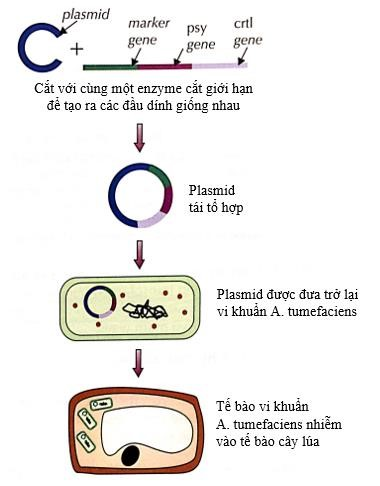 plasmid
+
marker gene
psy gene
crtl gene
Cắt với cùng một enzyme cắt giới hạn
để tạo ra các đầu dính giống nhau
Plasmid
tái tổ hợp
Plasmid được đưa trở lại
vi khuẩn A. tumefaciens
Tế bào vi khuẩn
A. tumefaciens nhiễm
vào tế bào cây lúa